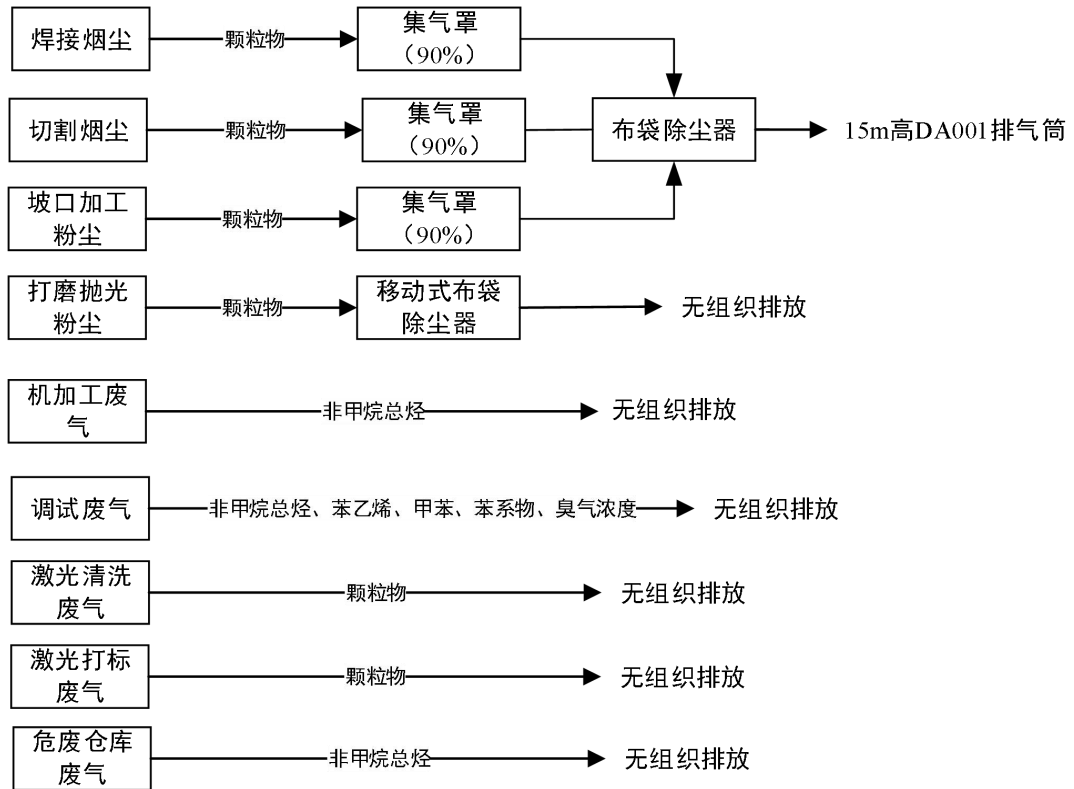 焊接烟尘
颗粒物
集气罩
（90%）
切割烟尘
颗粒物
集气罩
（90%）
布袋除尘器
15m高DA001排气筒
坡口加工
粉尘
颗粒物
集气罩
（90%）
打磨抛光
粉尘
颗粒物
移动式布袋
除尘器
无组织排放
机加工废
气
非甲烷总烃
无组织排放
调试废气
非甲烷总烃、苯乙烯、甲苯、苯系物、臭气浓度
无组织排放
激光清洗
废气
颗粒物
无组织排放
激光打标
废气
颗粒物
无组织排放
危废仓库
废气
非甲烷总烃
无组织排放